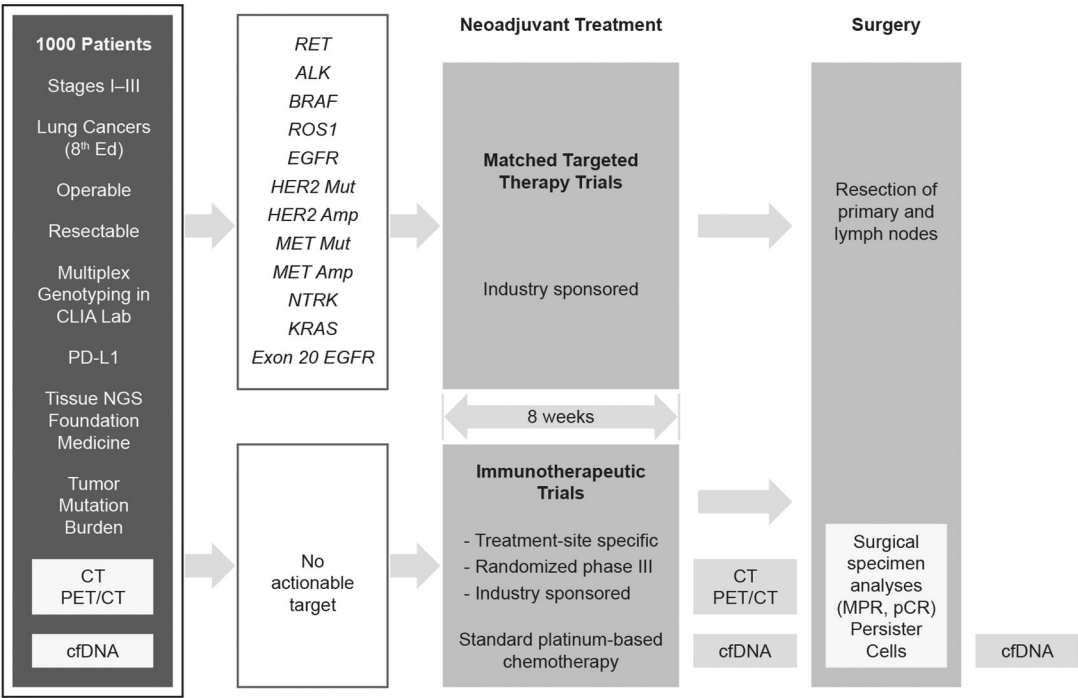 1000 Patients
Stages I–III
Lung Cancers
(8th Ed)
Operable
Resectable
Multiplex
Genotyping in
CLIA Lab
PD-L1
Tissue NGS
Foundation
Medicine
Tumor
Mutation
Burden
CT
PET/CT
cfDNA
RET
ALK
BRAF
ROS1
EGFR
HER2 Mut
HER2 Amp
MET Mut
MET Amp
NTRK
KRAS
Exon 20 EGFR
No
actionable
target
Neoadjuvant Treatment
Matched Targeted
Therapy Trials
Industry sponsored
8 weeks
Immunotherapeutic
Trials
- Treatment-site specific
- Randomized phase III
- Industry sponsored
Standard platinum-based
chemotherapy
CT
PET/CT
cfDNA
Surgery
Resection of
primary and
lymph nodes
Surgical
specimen
analyses
(MPR, pCR)
Persister
Cells
cfDNA